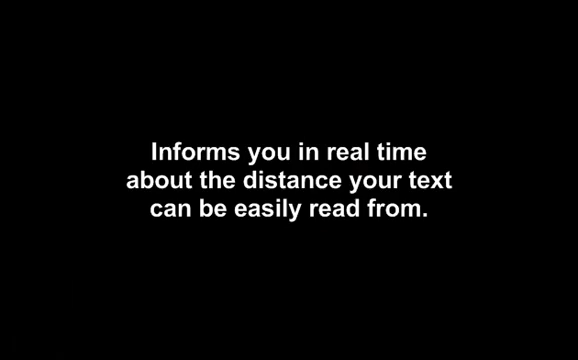 Informs you in real time
about the distance your text
can be easily read from.